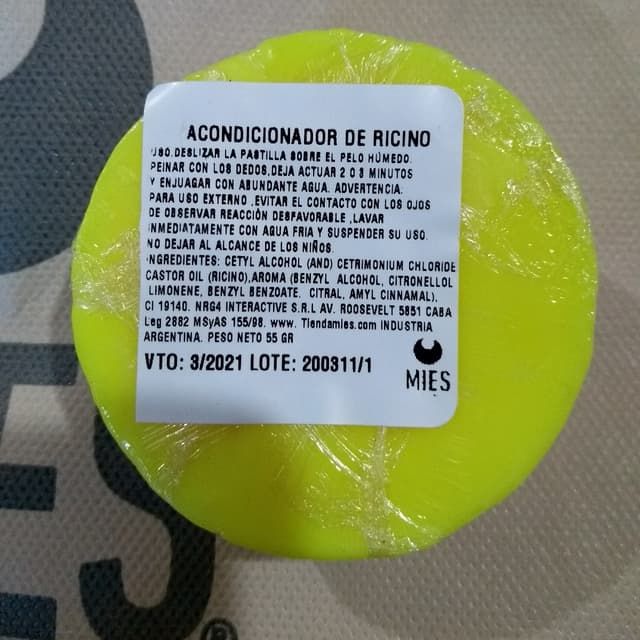 ACONDICIONADOR DE RICINO
USO.DESLIZAR LA PASTILLA SOBRE EL PELO HÚMEDO.
PEINAR CON LOS DEDOS,DEJA ACTUAR 2 O 3 MINUTOS
Y ENJUAGAR CON ABUNDANTE AGUA. ADVERTENCIA.
PARA USO EXTERNO ,EVITAR EL CONTACTO CON LOS OJOS
DE OBSERVAR REACCIÓN DESFAVORABLE ,LAVAR
INMEDIATAMENTE CON AGUA FRIA Y SUSPENDER SU USO.
NO DEJAR AL ALCANCE DE LOS NIÑOS.
INGREDIENTES: CETYL ALCOHOL (AND) CETRIMONIUM CHLORIDE
CASTOR OIL (RICINO),AROMA (BENZYL ALCOHOL, CITRONELLOL
LIMONENE, BENZYL BENZOATE. CITRAL, AMYL CINNAMAL),
CI 19140. NRG4 INTERACTIVE S.R.L AV. ROOSEVELT 5851 CABA
Leg 2882 MSyAS 155/98. www. Tiendamies.com INDUSTRIA
ARGENTINA. PESO NETO 55 GR
VTO: 3/2021 LOTE: 200311/1
MIES
ES®